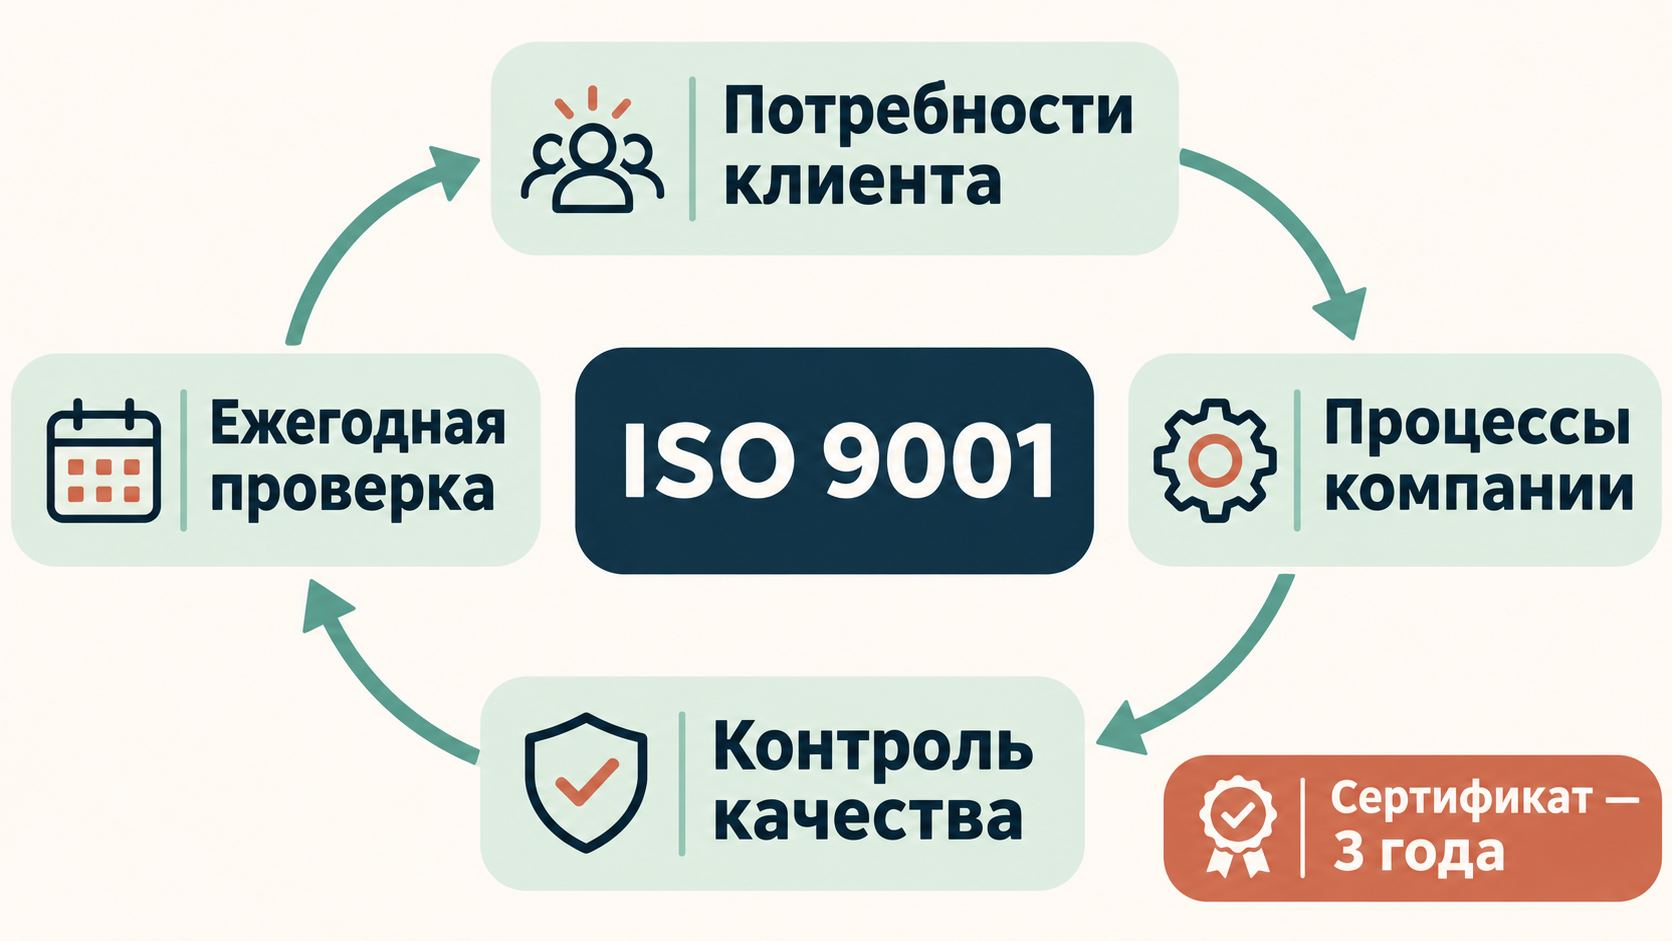 Потребности
клиента
Ежегодная
проверка
ISO 9001
Процессы
компании
Контроль
качества
Сертификат —
3 года